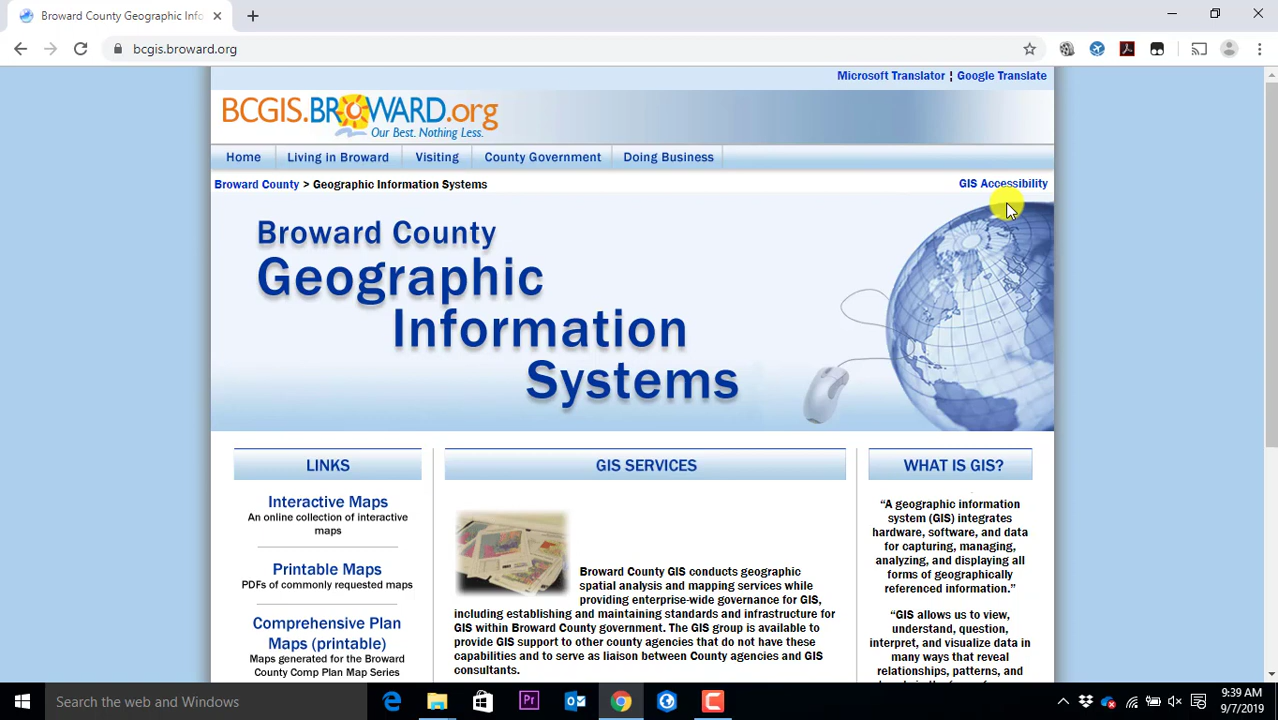 Broward County Geographic Info
bcgis.broward.org
Microsoft Translator ¦ Google Translate
BCGIS.BROWARD.org
Our Best. Nothing Less.
Home
Living in Broward
Visiting
County Government
Doing Business
Broward County > Geographic Information Systems
GIS Accessibility
Broward County
Geographic
Information
Systems
LINKS
Interactive Maps
An online collection of interactive
maps
Printable Maps
PDFs of commonly requested maps
Comprehensive Plan
Maps (printable)
Maps generated for the Broward
County Comp Plan Map Series
GIS SERVICES
Broward County GIS conducts geographic
spatial analysis and mapping services while
providing enterprise-wide governance for GIS,
including establishing and maintaining standards and infrastructure for
GIS within Broward County government. The GIS group is available to
provide GIS support to other county agencies that do not have these
capabilities and to serve as liaison between County agencies and GIS
consultants.
WHAT IS GIS?
“A geographic information
system (GIS) integrates
hardware, software, and data
for capturing, managing,
analyzing, and displaying all
forms of geographically
referenced information.”
“GIS allows us to view,
understand, question,
interpret, and visualize data in
many ways that reveal
relationships, patterns, and
Search the web and Windows
9:39 AM
9/7/2019